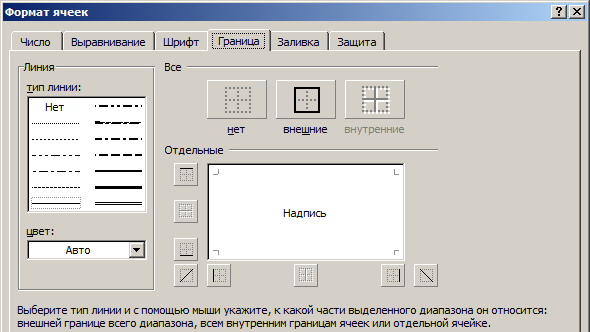 Формат ячеек
Число Выравнивание Шрифт Граница Заливка Защита
Линия
тип линии:
Нет
цвет:
Авто
Все
нет внешние внутренние
Отдельные
Надпись
Выберите тип линии и с помощью мыши укажите, к какой части выделенного диапазона он относится:
внешней границе всего диапазона, всем внутренним границам ячеек или отдельной ячейке.